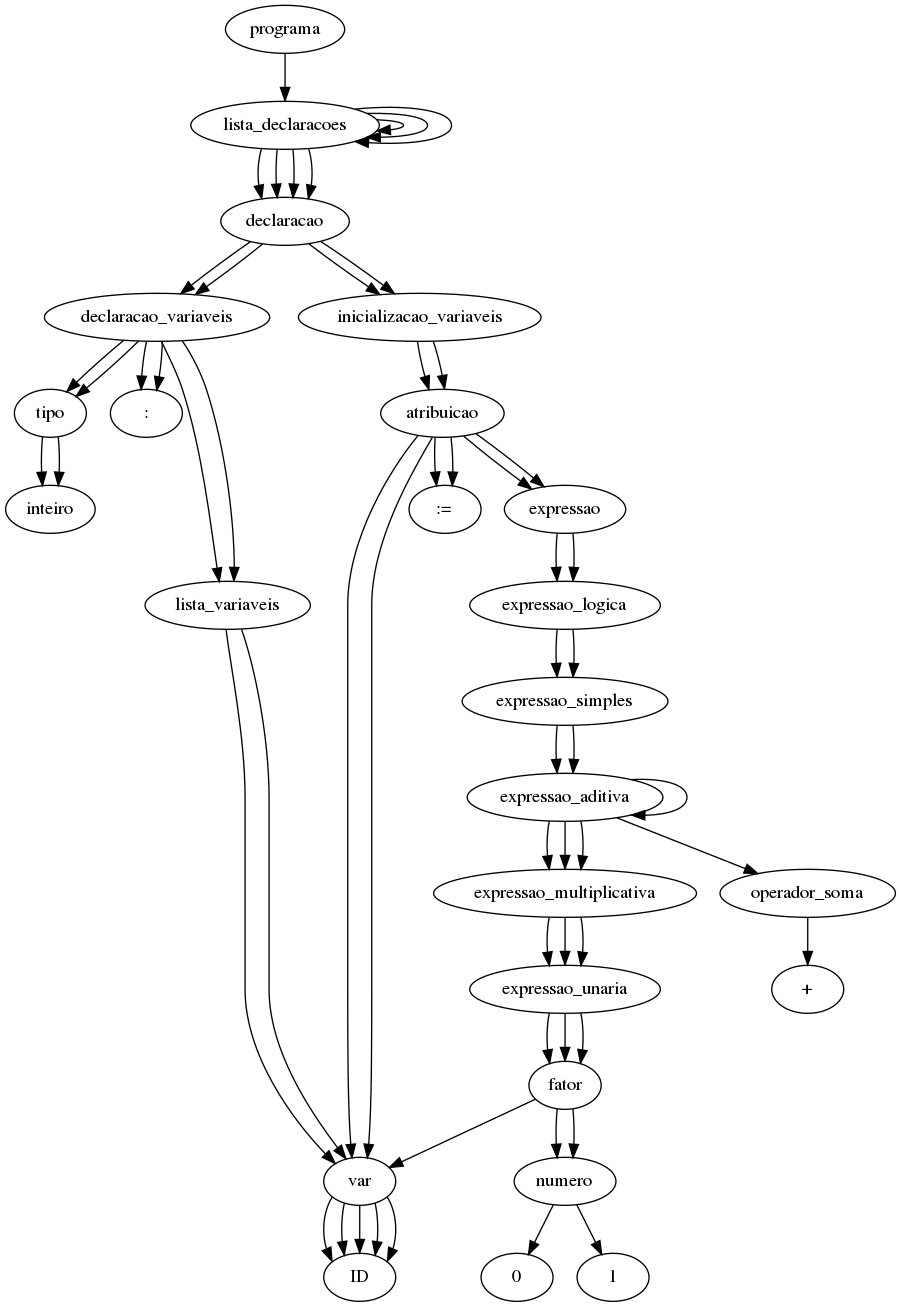 programa
lista_declaracoes
declaracao
declaracao_variaveis
inicializacao_variaveis
tipo
:
atribuicao
inteiro
:=
expressao
lista_variaveis
expressao_logica
expressao_simples
expressao_aditiva
expressao_multiplicativa
operador_soma
expressao_unaria
+
fator
var
numero
ID
0
1